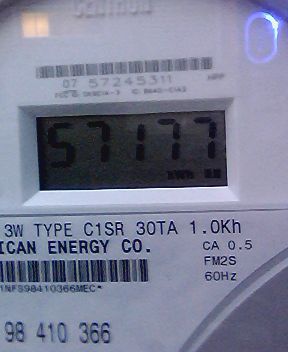 CENTRON
07 57245311
57177
kWh
3W TYPE C1SR 30TA 1.0Kh
ICAN ENERGY CO.
CA 0.5
FM2S
60Hz
1NFS98410366MEC*
98 410 366